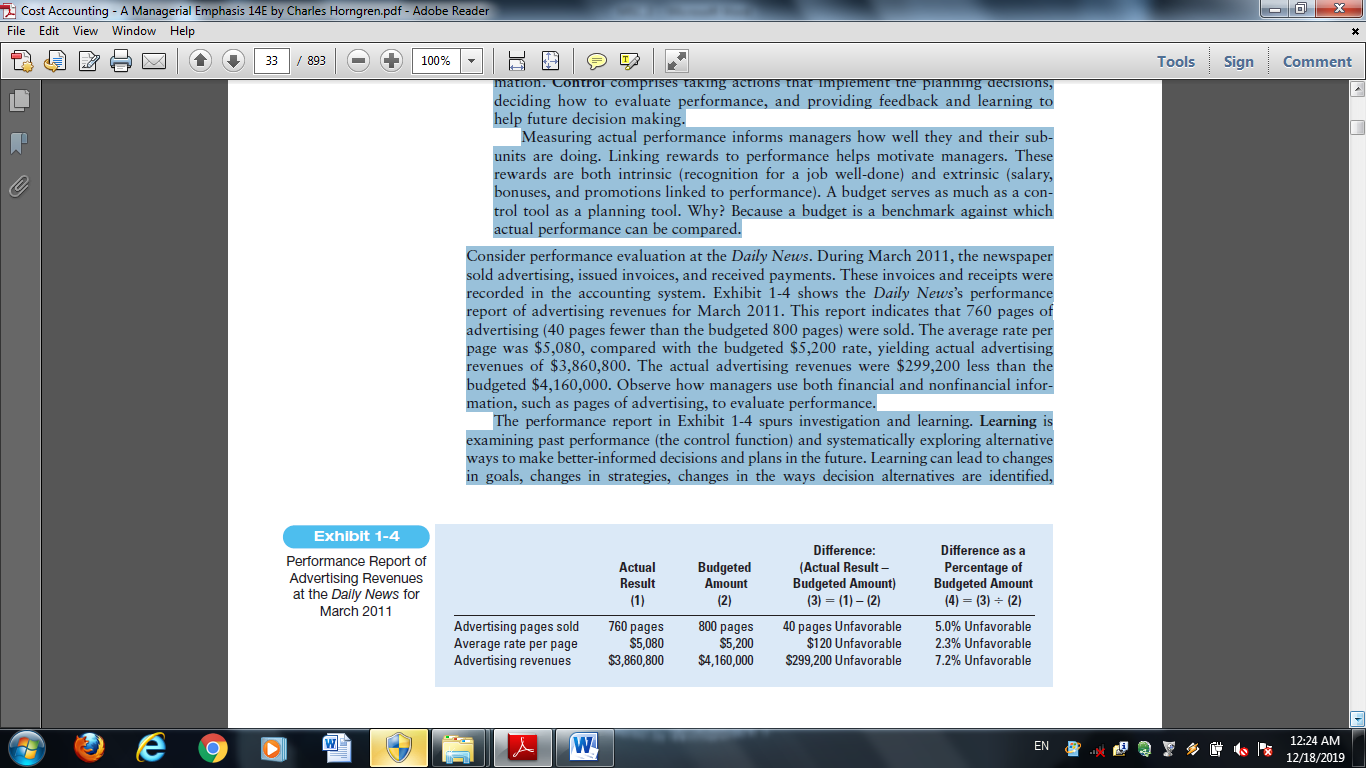 Cost Accounting - A Managerial Emphasis 14E by Charles Horngren.pdf - Adobe Reader
File Edit View Window Help
33 / 893 100% Tools Sign Comment
mation. Control comprises taking actions that implement the planning decisions,
deciding how to evaluate performance, and providing feedback and learning to
help future decision making.
Measuring actual performance informs managers how well they and their sub-
units are doing. Linking rewards to performance helps motivate managers. These
rewards are both intrinsic (recognition for a job well-done) and extrinsic (salary,
bonuses, and promotions linked to performance). A budget serves as much as a con-
trol tool as a planning tool. Why? Because a budget is a benchmark against which
actual performance can be compared.
Consider performance evaluation at the Daily News. During March 2011, the newspaper
sold advertising, issued invoices, and received payments. These invoices and receipts were
recorded in the accounting system. Exhibit 1-4 shows the Daily News's performance
report of advertising revenues for March 2011. This report indicates that 760 pages of
advertising (40 pages fewer than the budgeted 800 pages) were sold. The average rate per
page was $5,080, compared with the budgeted $5,200 rate, yielding actual advertising
revenues of $3,860,800. The actual advertising revenues were $299,200 less than the
budgeted $4,160,000. Observe how managers use both financial and nonfinancial infor-
mation, such as pages of advertising, to evaluate performance.
The performance report in Exhibit 1-4 spurs investigation and learning. Learning is
examining past performance (the control function) and systematically exploring alternative
ways to make better-informed decisions and plans in the future. Learning can lead to changes
in goals, changes in strategies, changes in the ways decision alternatives are identified,
Exhibit 1-4
Performance Report of
Advertising Revenues
at the Daily News for
March 2011
Difference: Difference as a
Actual Budgeted (Actual Result – Percentage of
Result Amount Budgeted Amount) Budgeted Amount
(1) (2) (3) = (1) – (2) (4) = (3) ÷ (2)
Advertising pages sold 760 pages 800 pages 40 pages Unfavorable 5.0% Unfavorable
Average rate per page $5,080 $5,200 $120 Unfavorable 2.3% Unfavorable
Advertising revenues $3,860,800 $4,160,000 $299,200 Unfavorable 7.2% Unfavorable
EN
12:24 AM
12/18/2019